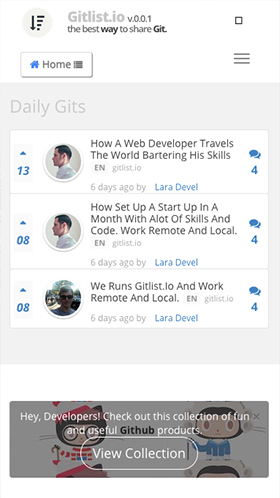 Gitlist.io v.0.0.1
the best way to share Git.
Home
Daily Gits
How A Web Developer Travels
The World Bartering His Skills
EN gitlist.io
13
4
6 days ago by Lara Devel
How Set Up A Start Up In A
Month With Alot Of Skills And
Code. Work Remote And Local.
EN gitlist.io
08
4
6 days ago by Lara Devel
We Runs Gitlist.Io And Work
Remote And Local. EN gitlist.io
08
4
6 days ago by Lara Devel
Hey, Developers! Check out this collection of fun
and useful Github products.
View Collection